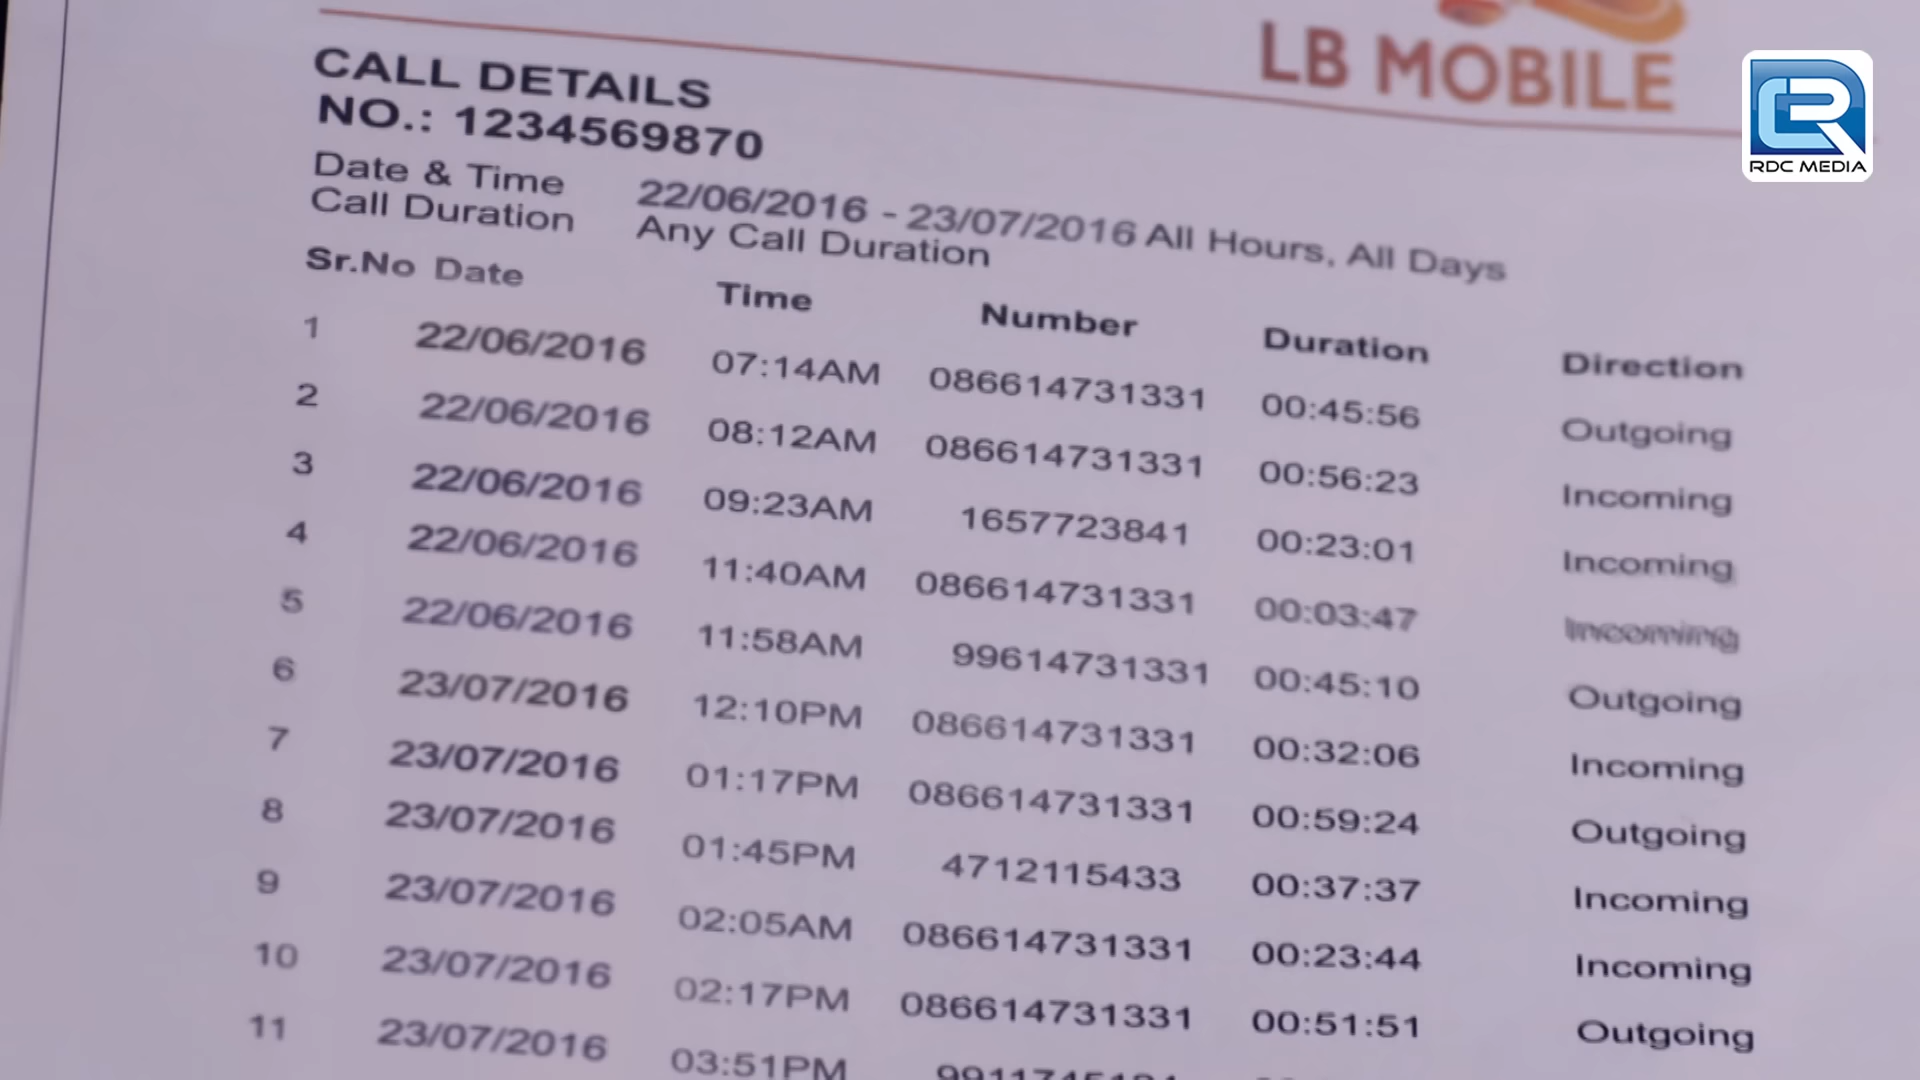 LB MOBILE
RDC MEDIA
CALL DETAILS
NO.: 1234569870
Date & Time 22/06/2016 - 23/07/2016 All Hours, All Days
Call Duration Any Call Duration
Sr.No Date Time Number Duration Direction
1 22/06/2016 07:14AM 086614731331 00:45:56 Outgoing
2 22/06/2016 08:12AM 086614731331 00:56:23 Incoming
3 22/06/2016 09:23AM 1657723841 00:23:01 Incoming
4 22/06/2016 11:40AM 086614731331 00:03:47 Incoming
5 22/06/2016 11:58AM 99614731331 00:45:10 Outgoing
6 23/07/2016 12:10PM 086614731331 00:32:06 Incoming
7 23/07/2016 01:17PM 086614731331 00:59:24 Outgoing
8 23/07/2016 01:45PM 4712115433 00:37:37 Incoming
9 23/07/2016 02:05AM 086614731331 00:23:44 Incoming
10 23/07/2016 02:17PM 086614731331 00:51:51 Outgoing
11 23/07/2016 03:51PM